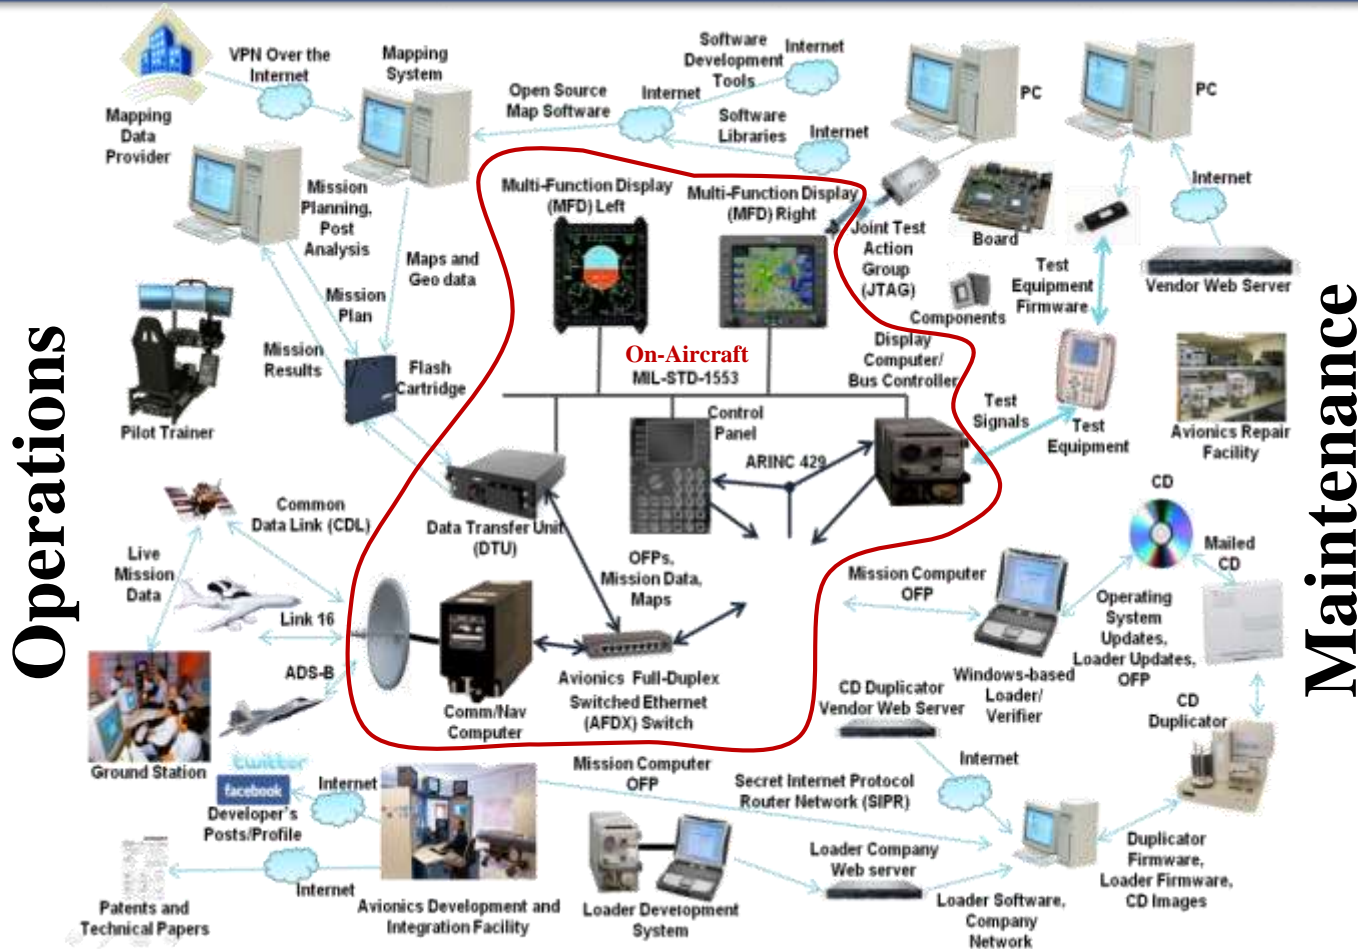 Operations
Maintenance
VPN Over the
Internet
Mapping
System
Mapping
Data
Provider
Open Source
Map Software
Internet
Software
Development
Tools
Internet
Software
Libraries
Internet
PC
PC
Internet
Vendor Web Server
Mission
Planning,
Post
Analysis
Maps and
Geo data
Mission
Plan
Mission
Results
Flash
Cartridge
Pilot Trainer
Multi-Function Display
(MFD) Left
Multi-Function Display
(MFD) Right
Joint Test
Action
Group
(JTAG)
Board
Components
Test
Equipment
Firmware
On-Aircraft
MIL-STD-1553
Display
Computer/
Bus Controller
Test
Signals
Test
Equipment
Avionics Repair
Facility
Control
Panel
ARINC 429
Data Transfer Unit
(DTU)
OFPs,
Mission Data,
Maps
Common
Data Link (CDL)
Live
Mission
Data
Link 16
ADS-B
Ground Station
Comm/Nav
Computer
Avionics Full-Duplex
Switched Ethernet
(AFDX) Switch
Mission Computer
OFP
CD
Mailed
CD
Operating
System
Updates,
Loader Updates,
OFP
Windows-based
Loader/
Verifier
CD Duplicator
Vendor Web Server
CD
Duplicator
Internet
twitter
facebook
Developer's
Posts/Profile
Internet
Mission Computer
OFP
Secret Internet Protocol
Router Network (SIPR)
Internet
Patents and
Technical Papers
Avionics Development and
Integration Facility
Loader Development
System
Loader Company
Web server
Loader Software,
Company
Network
Duplicator
Firmware,
Loader Firmware,
CD Images